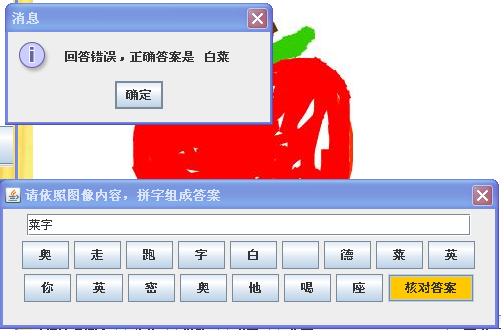 消息
回答错误，正确答案是 白菜
确定
请依照图像内容，拼字组成答案
菜字
奥 走 跑 字 白 德 菜 英
你 英 密 奥 他 喝 座 核对答案